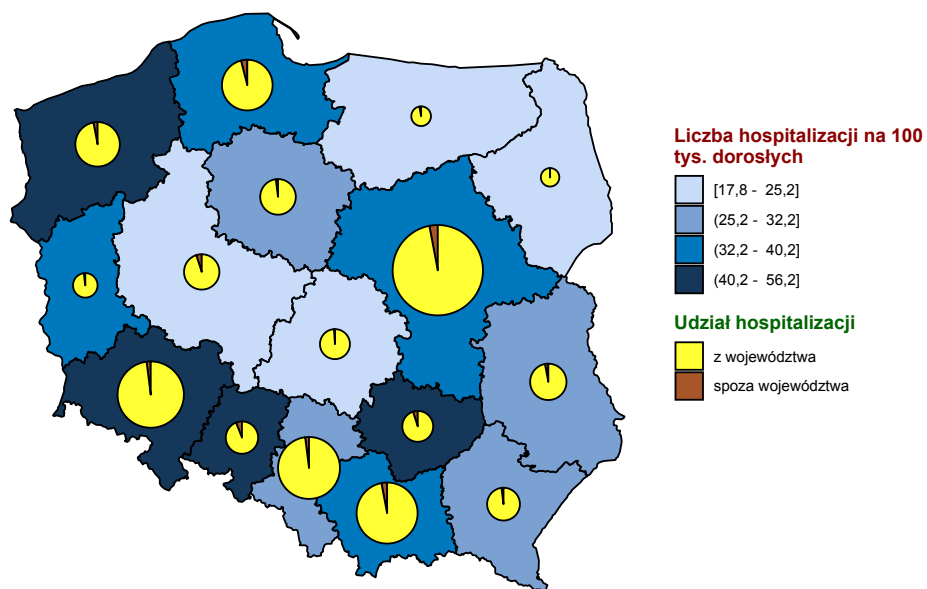 Liczba hospitalizacji na 100
tys. dorosłych
[17,8 - 25,2]
(25,2 - 32,2]
(32,2 - 40,2]
(40,2 - 56,2]
Udział hospitalizacji
z województwa
spoza województwa